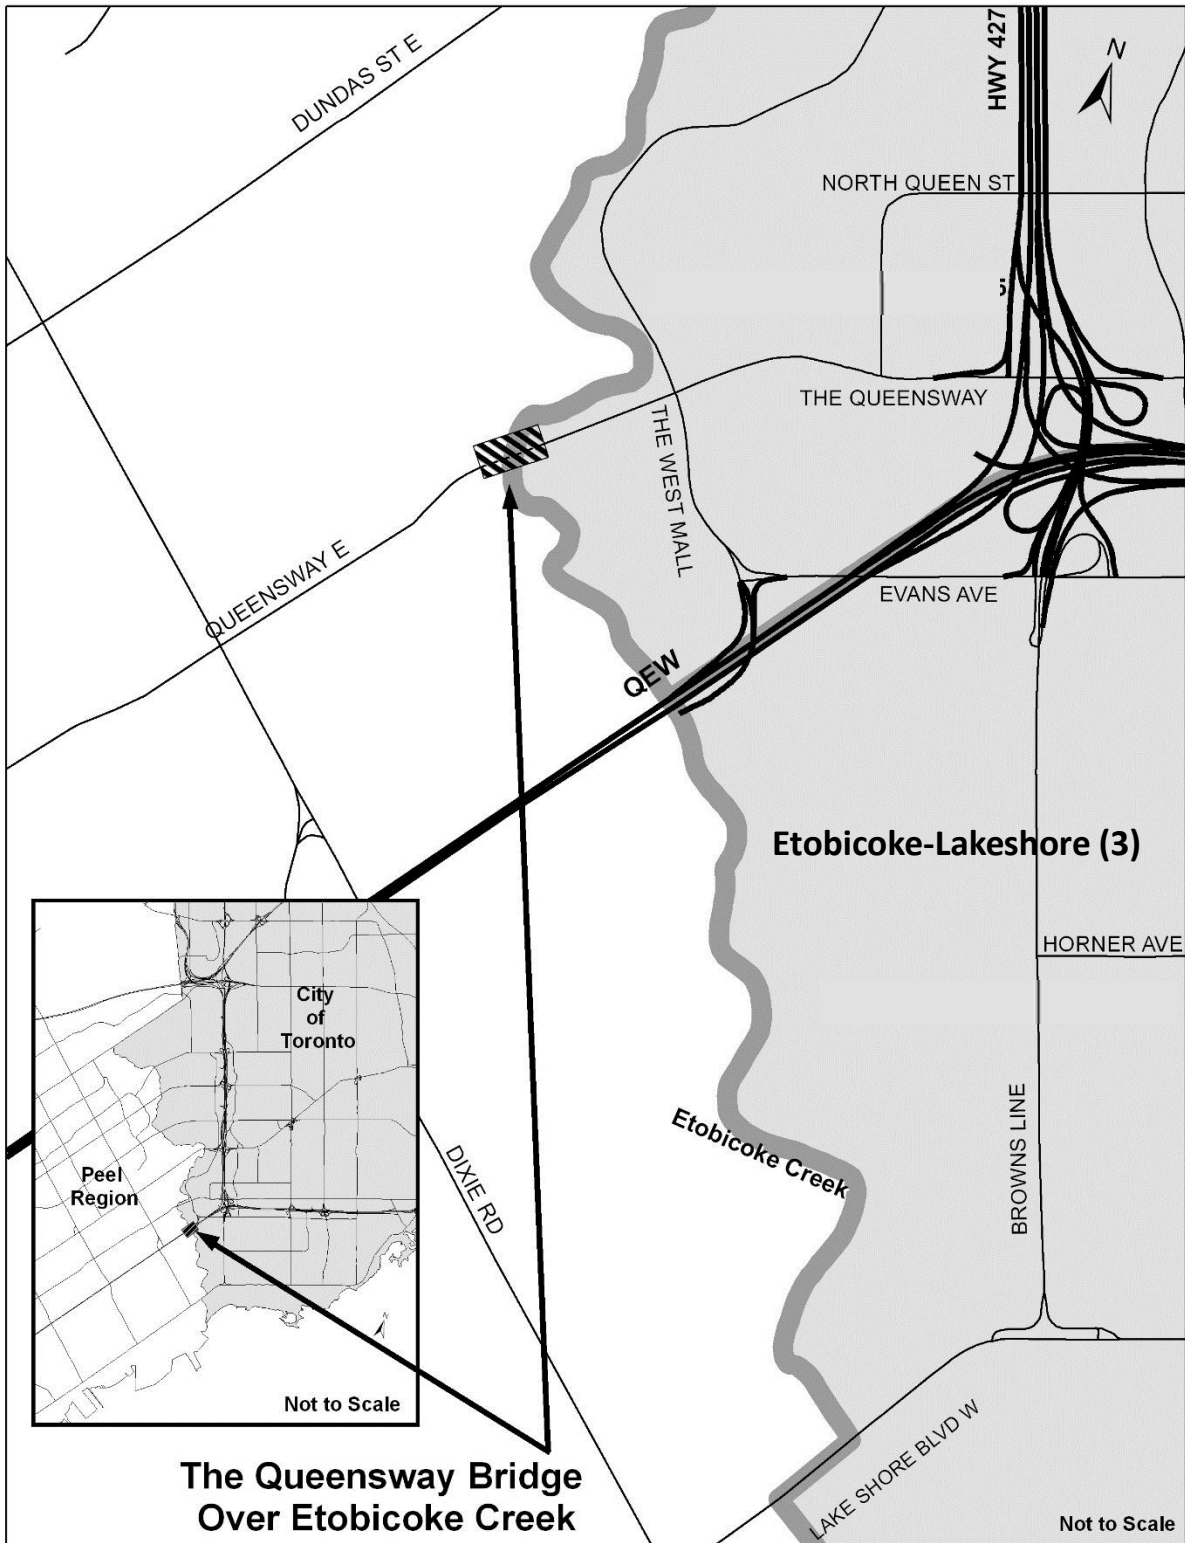 DUNDAS ST E
HWY 427
N
NORTH QUEEN ST
THE QUEENSWAY
THE WEST MALL
QUEENSWAY E
EVANS AVE
QEW
Etobicoke-Lakeshore (3)
HORNER AVE
City
of
Toronto
Peel
Region
N
Not to Scale
Etobicoke Creek
BROWNS LINE
DIXIE RD
LAKE SHORE BLVD W
The Queensway Bridge
Over Etobicoke Creek
Not to Scale